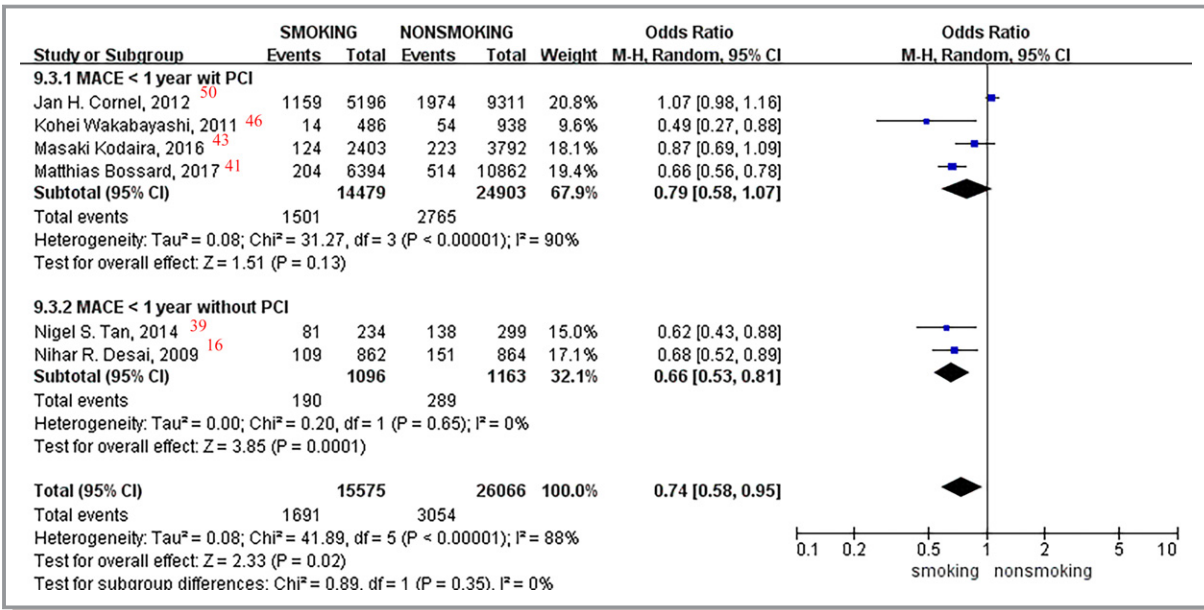 SMOKING NONSMOKING Odds Ratio Odds Ratio
Study or Subgroup Events Total Events Total Weight M-H, Random, 95% CI M-H, Random, 95% CI
9.3.1 MACE < 1 year wit PCI
Jan H. Cornel, 2012 50 1159 5196 1974 9311 20.8% 1.07 [0.98, 1.16]
Kohei Wakabayashi, 2011 46 14 486 54 938 9.6% 0.49 [0.27, 0.88]
Masaki Kodaira, 2016 43 124 2403 223 3792 18.1% 0.87 [0.69, 1.09]
Matthias Bossard, 2017 41 204 6394 514 10862 19.4% 0.66 [0.56, 0.78]
Subtotal (95% CI) 14479 24903 67.9% 0.79 [0.58, 1.07]
Total events 1501 2765
Heterogeneity: Tau² = 0.08; Chi² = 31.27, df = 3 (P < 0.00001); I² = 90%
Test for overall effect: Z = 1.51 (P = 0.13)
9.3.2 MACE < 1 year without PCI
Nigel S. Tan, 2014 39 81 234 138 299 15.0% 0.62 [0.43, 0.88]
Nihar R. Desai, 2009 16 109 862 151 864 17.1% 0.68 [0.52, 0.89]
Subtotal (95% CI) 1096 1163 32.1% 0.66 [0.53, 0.81]
Total events 190 289
Heterogeneity: Tau² = 0.00; Chi² = 0.20, df = 1 (P = 0.65); I² = 0%
Test for overall effect: Z = 3.85 (P = 0.0001)
Total (95% CI) 15575 26066 100.0% 0.74 [0.58, 0.95]
Total events 1691 3054
Heterogeneity: Tau² = 0.08; Chi² = 41.89, df = 5 (P < 0.00001); I² = 88%
Test for overall effect: Z = 2.33 (P = 0.02)
Test for subgroup differences: Chi² = 0.89, df = 1 (P = 0.35), I² = 0%
0.1 0.2 0.5 1 2 5 10
smoking nonsmoking